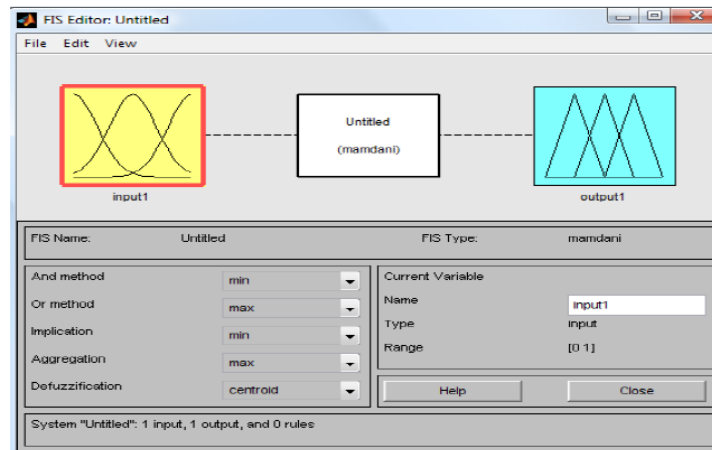 FIS Editor: Untitled
File Edit View
Untitled
(mamdani)
input1
output1
FIS Name: Untitled FIS Type: mamdani
And method min
Or method max
Implication min
Aggregation max
Defuzzification centroid
Current Variable
Name input1
Type input
Range [0 1]
Help Close
System "Untitled": 1 input, 1 output, and 0 rules